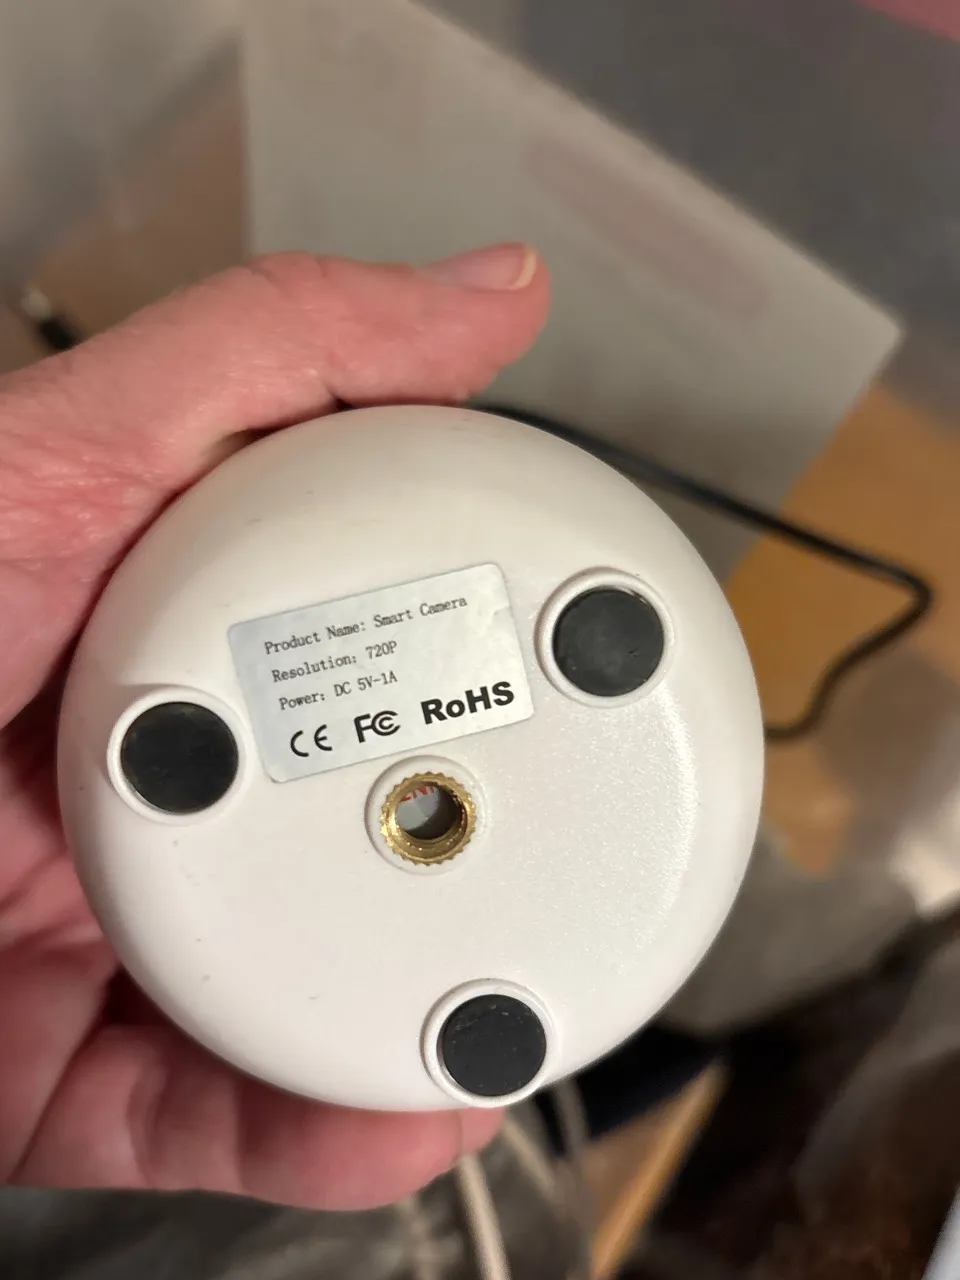 Product Name: Smart Camera
Resolution: 720P
Power: DC 5V-1A
CE FC RoHS